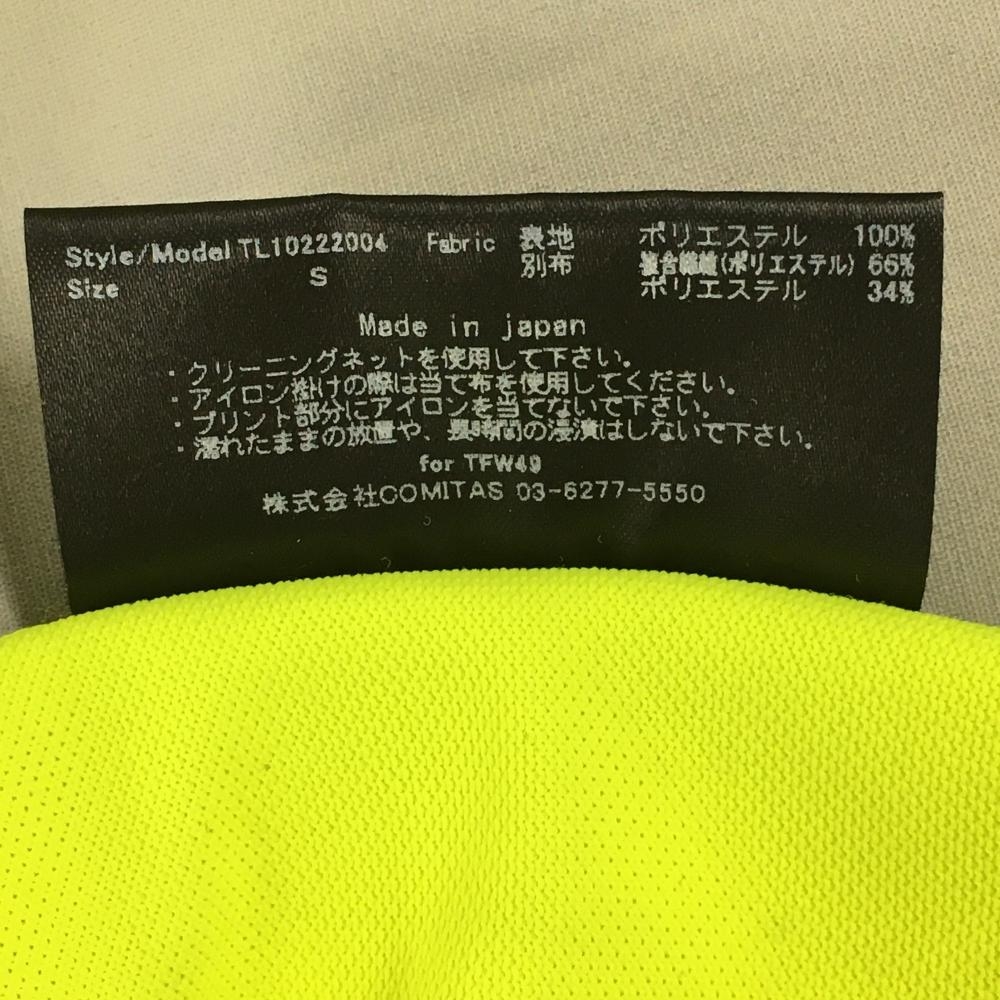 Style/Model TL10222004 Fabric 表地 ポリエステル 100%
別布 複合繊維(ポリエステル) 66%
Size S ポリエステル 34%
Made in japan
・クリーニングネットを使用して下さい。
・アイロン掛けの際は当て布を使用してください。
・プリント部分にアイロンを当てないで下さい。
・濡れたままの放置や、長時間の浸漬はしないで下さい。
for TFW49
株式会社COMITAS 03-6277-5550